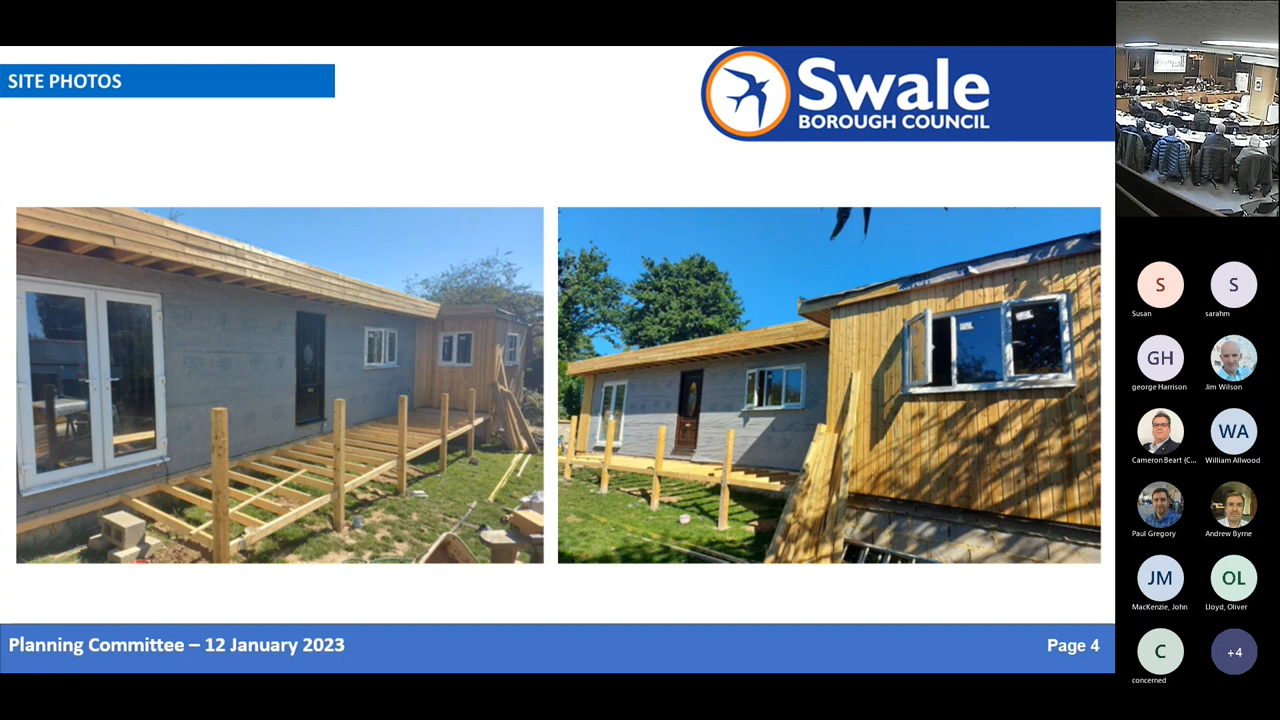 SITE PHOTOS
Swale
BOROUGH COUNCIL
Planning Committee – 12 January 2023
Page 4
S
Susan
S
sarahm
GH
george Harrison
Jim Wilson
Cameron Beart (C...
WA
William Allwood
Paul Gregory
Andrew Byrne
JM
MacKenzie, John
OL
Lloyd, Oliver
C
concerned
+4